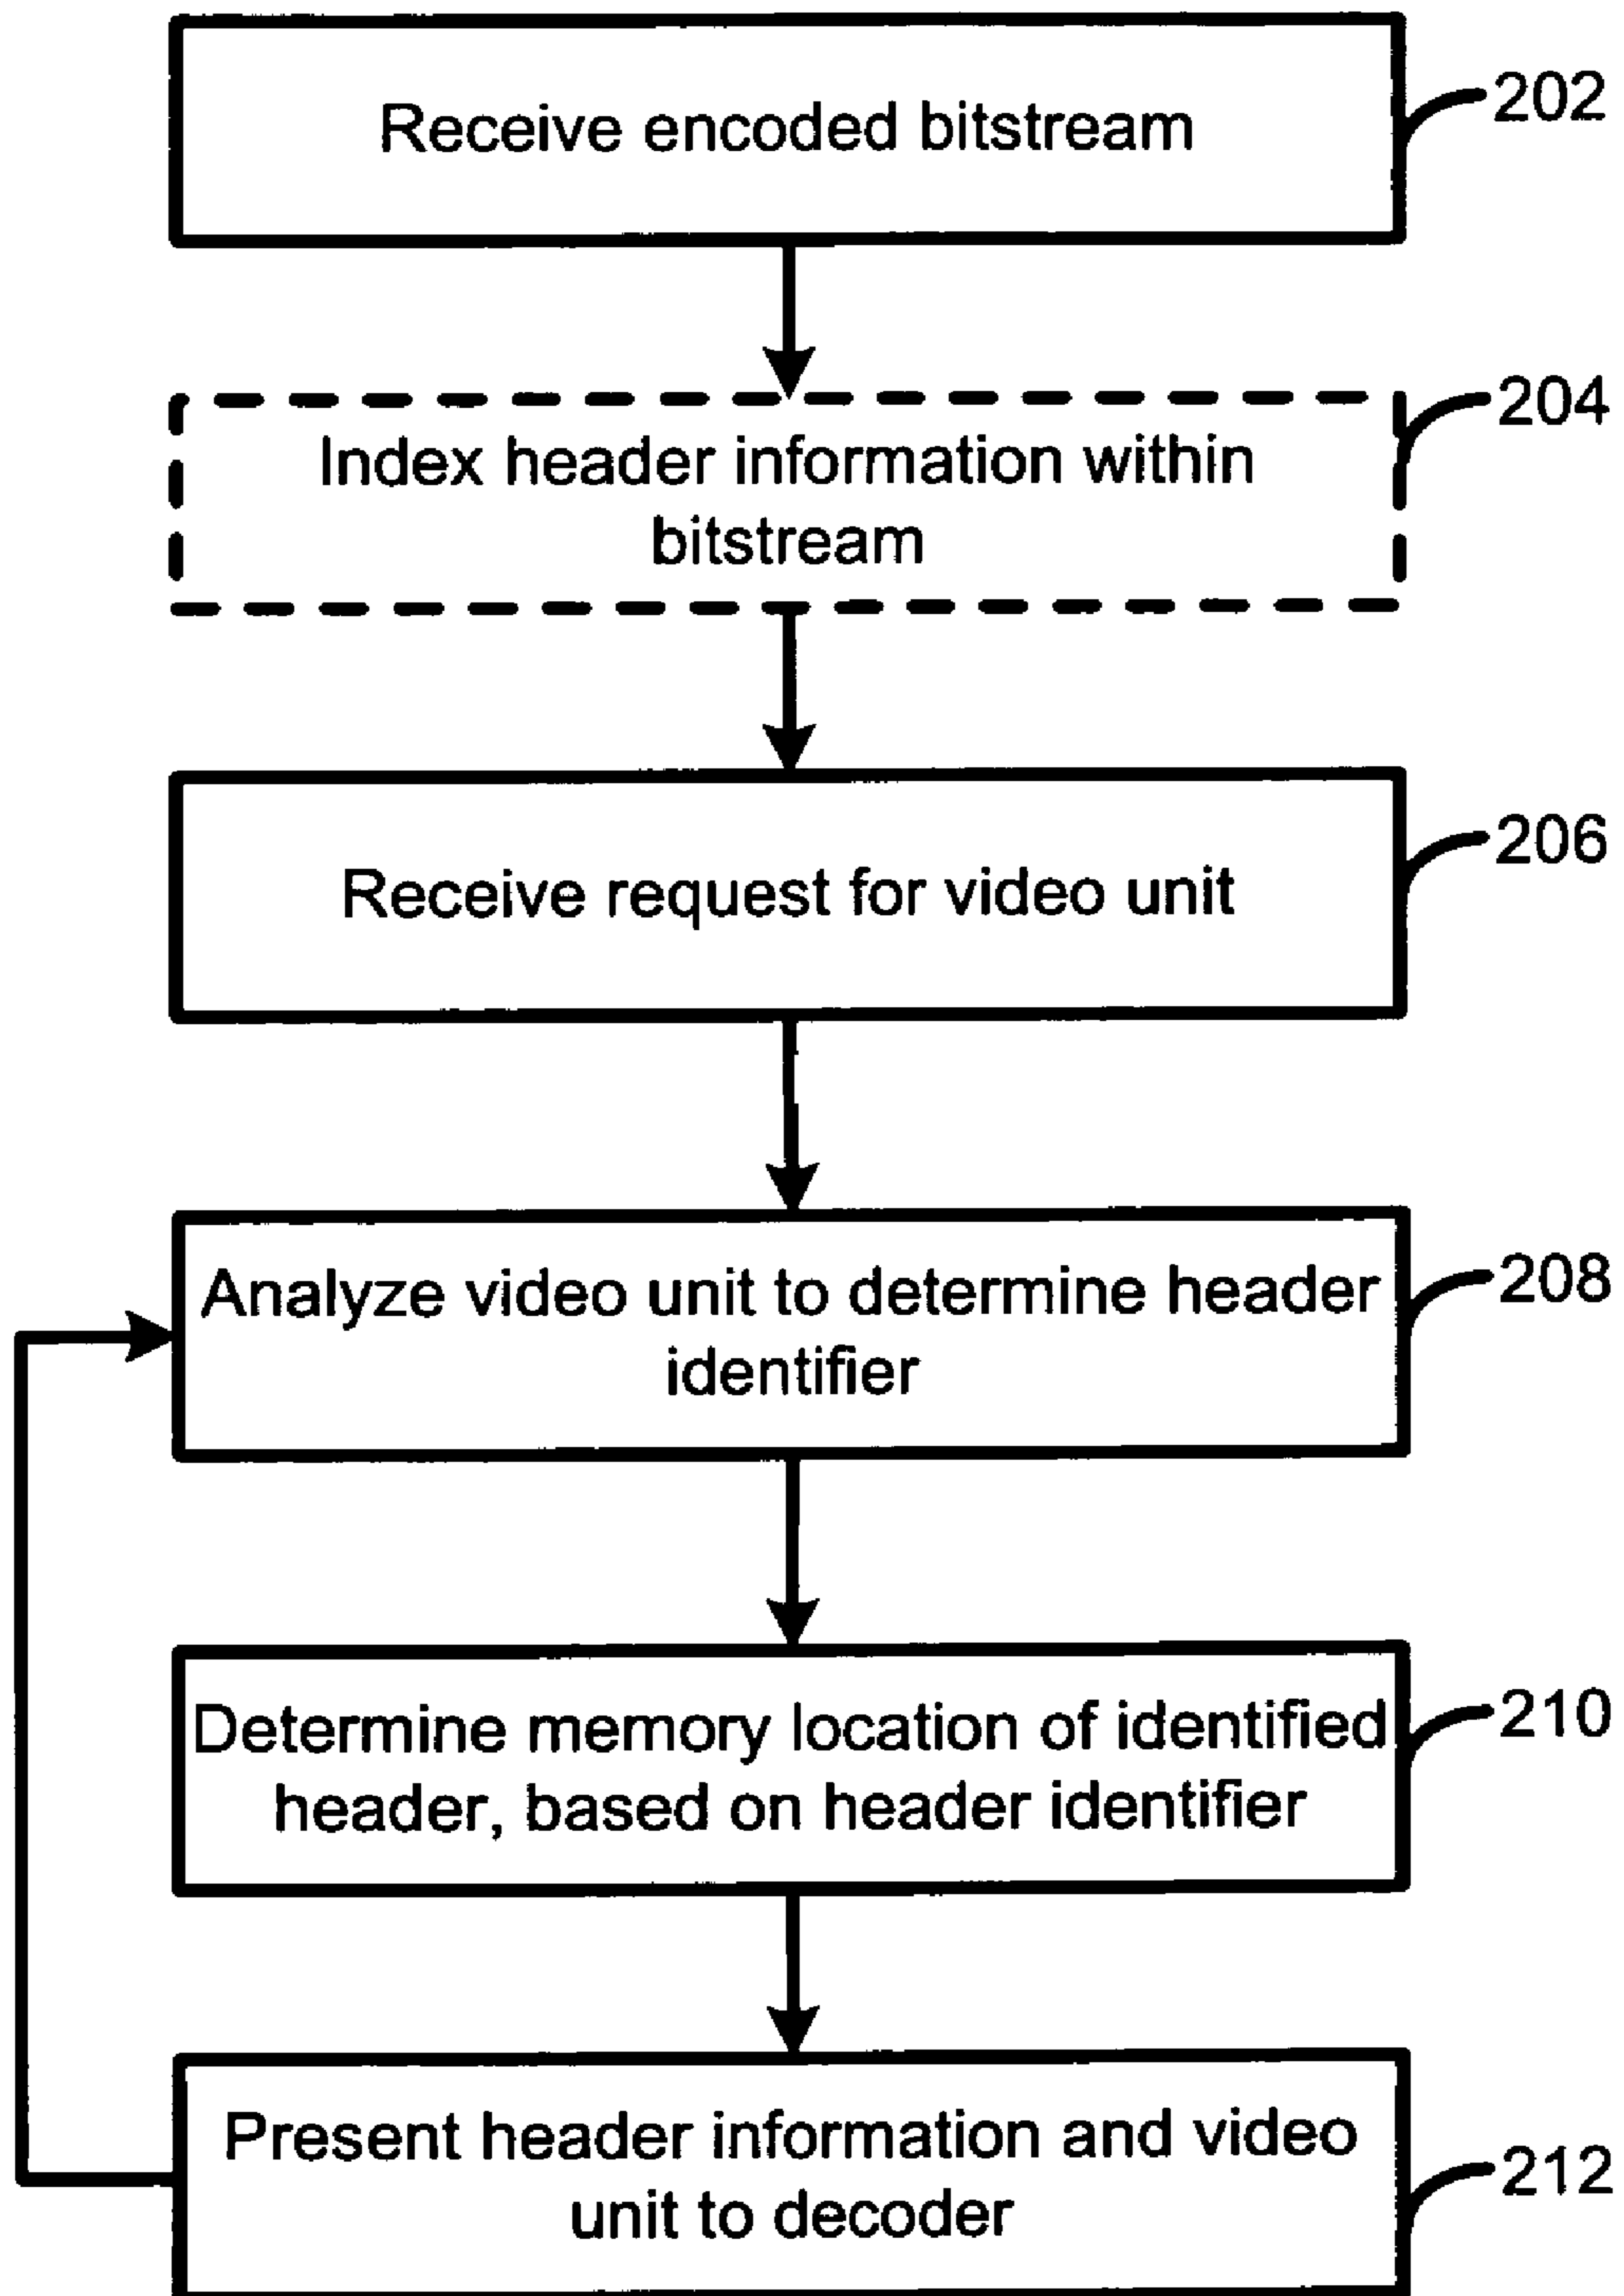 Receive encoded bitstream
202
Index header information within
bitstream
204
Receive request for video unit
206
Analyze video unit to determine header
identifier
208
Determine memory location of identified
header, based on header identifier
210
Present header information and video
unit to decoder
212